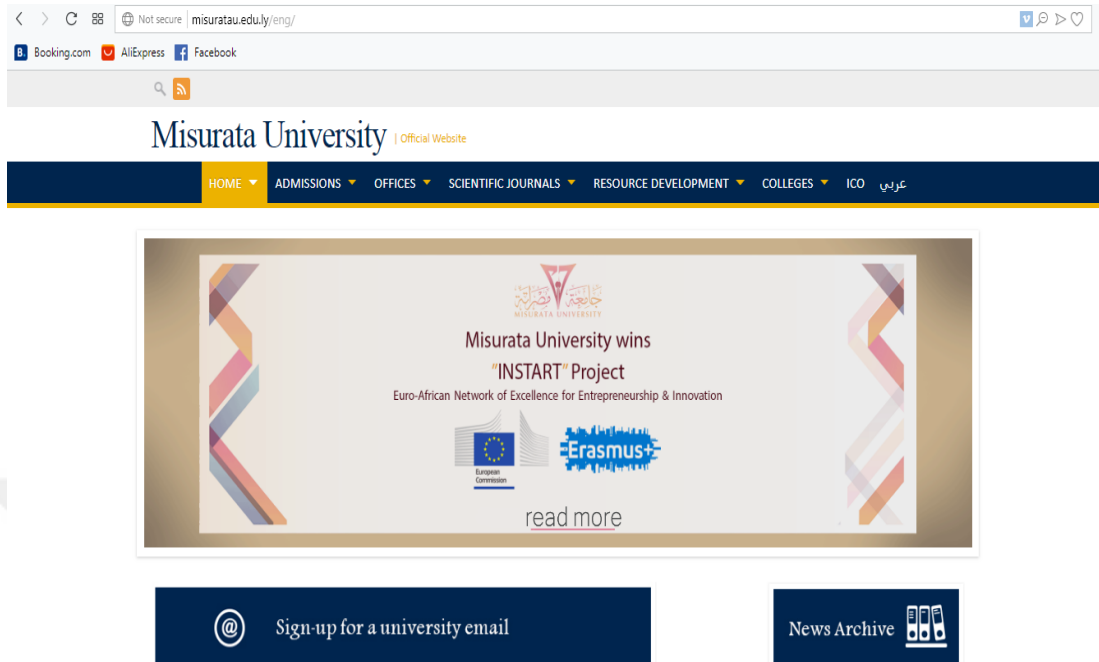 Not secure misuratau.edu.ly/eng/
B. Booking.com AliExpress Facebook
Misurata University | Official Website
HOME ADMISSIONS OFFICES SCIENTIFIC JOURNALS RESOURCE DEVELOPMENT COLLEGES ICO عربي
جامعة مصراتة
MISURATA UNIVERSITY
Misurata University wins
"INSTART" Project
Euro-African Network of Excellence for Entrepreneurship & Innovation
Erasmus+
European
Commission
read more
@ Sign-up for a university email
News Archive